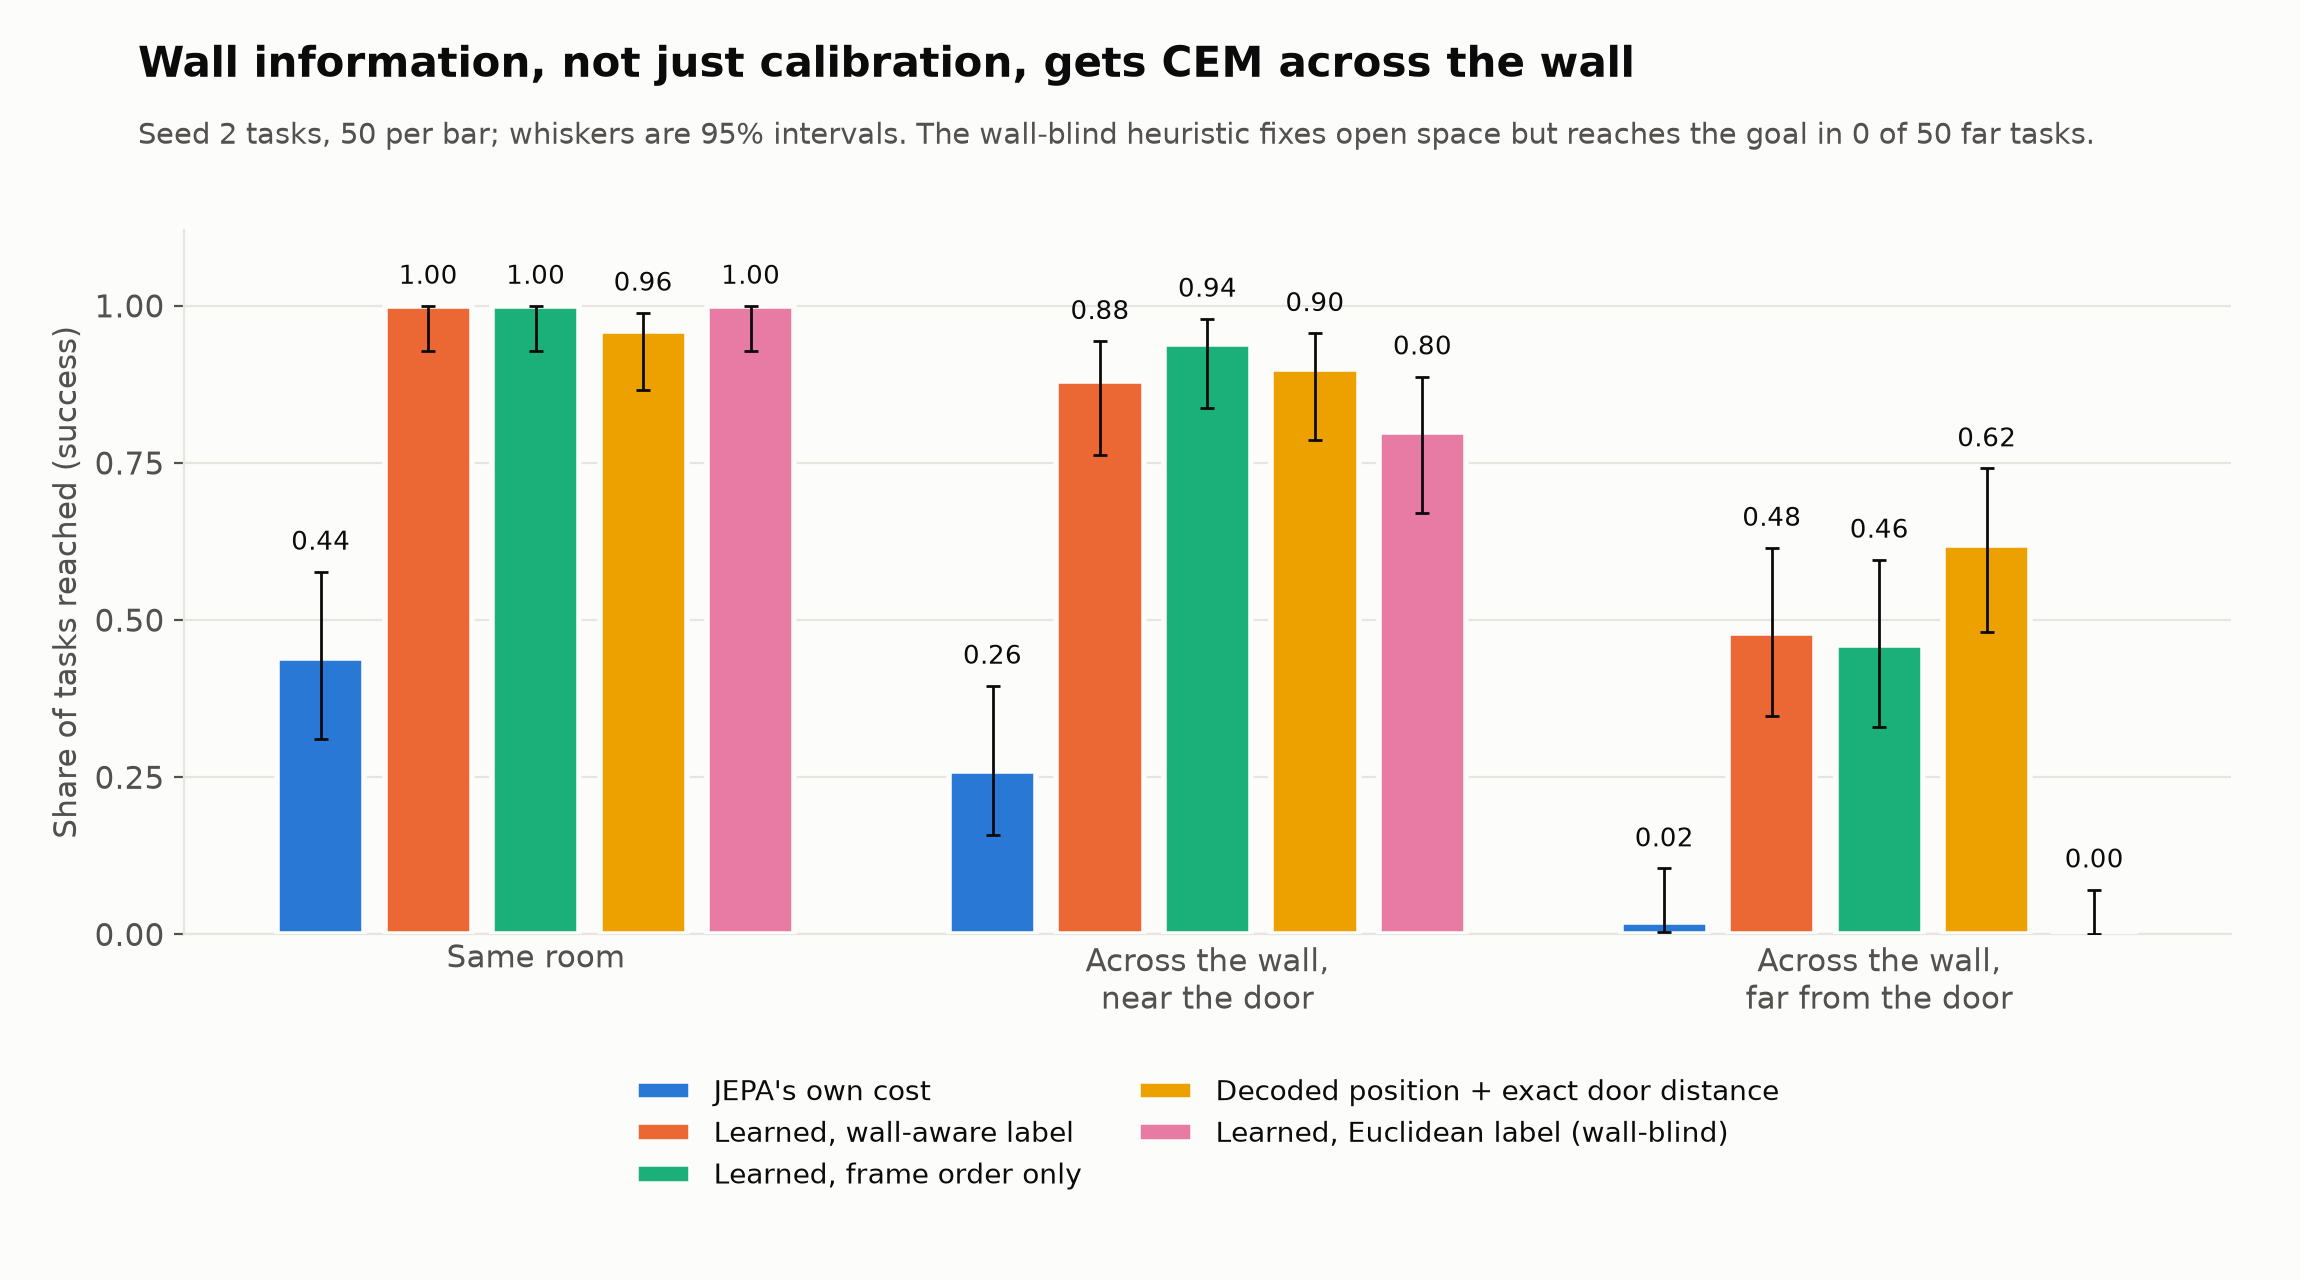 Wall information, not just calibration, gets CEM across the wall
Seed 2 tasks, 50 per bar; whiskers are 95% intervals. The wall-blind heuristic fixes open space but reaches the goal in 0 of 50 far tasks.
Share of tasks reached (success)
1.00
0.75
0.50
0.25
0.00
0.44
1.00
1.00
0.96
1.00
0.26
0.88
0.94
0.90
0.80
0.02
0.48
0.46
0.62
0.00
Same room
Across the wall,
near the door
Across the wall,
far from the door
JEPA's own cost
Learned, wall-aware label
Learned, frame order only
Decoded position + exact door distance
Learned, Euclidean label (wall-blind)